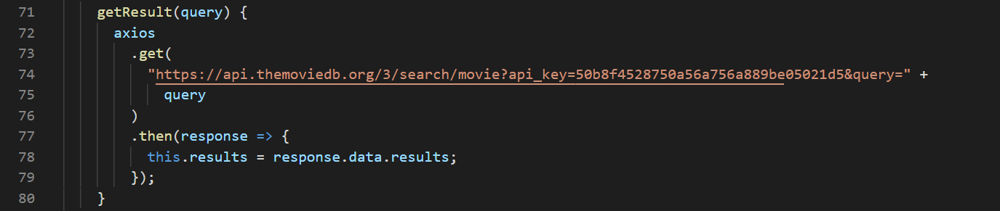 71 getResult(query) {
72 axios
73 .get(
74 "https://api.themoviedb.org/3/search/movie?api_key=50b8f4528750a56a756a889be05021d5&query=" +
75 query
76 )
77 .then(response => {
78 this.results = response.data.results;
79 });
80 }